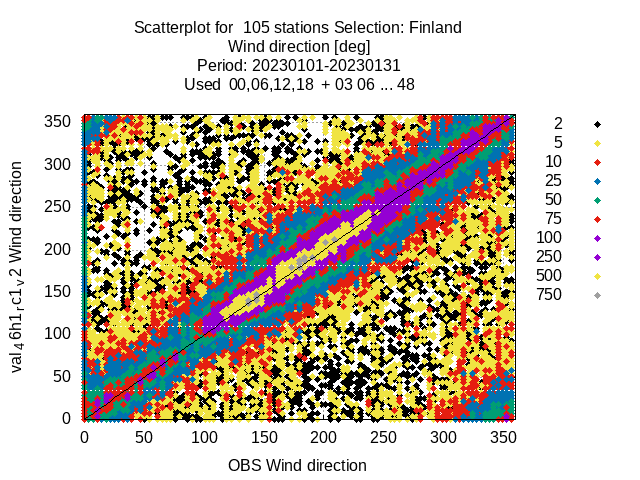 Scatterplot for  105 stations Selection: Finland
Wind direction [deg]
Period: 20230101-20230131
Used  00,06,12,18  + 03 06 ... 48
val 4 6h1 r c1 v 2 Wind direction
350
300
250
200
150
100
50
0
0 50 100 150 200 250 300 350
OBS Wind direction
2
5
10
25
50
75
100
250
500
750